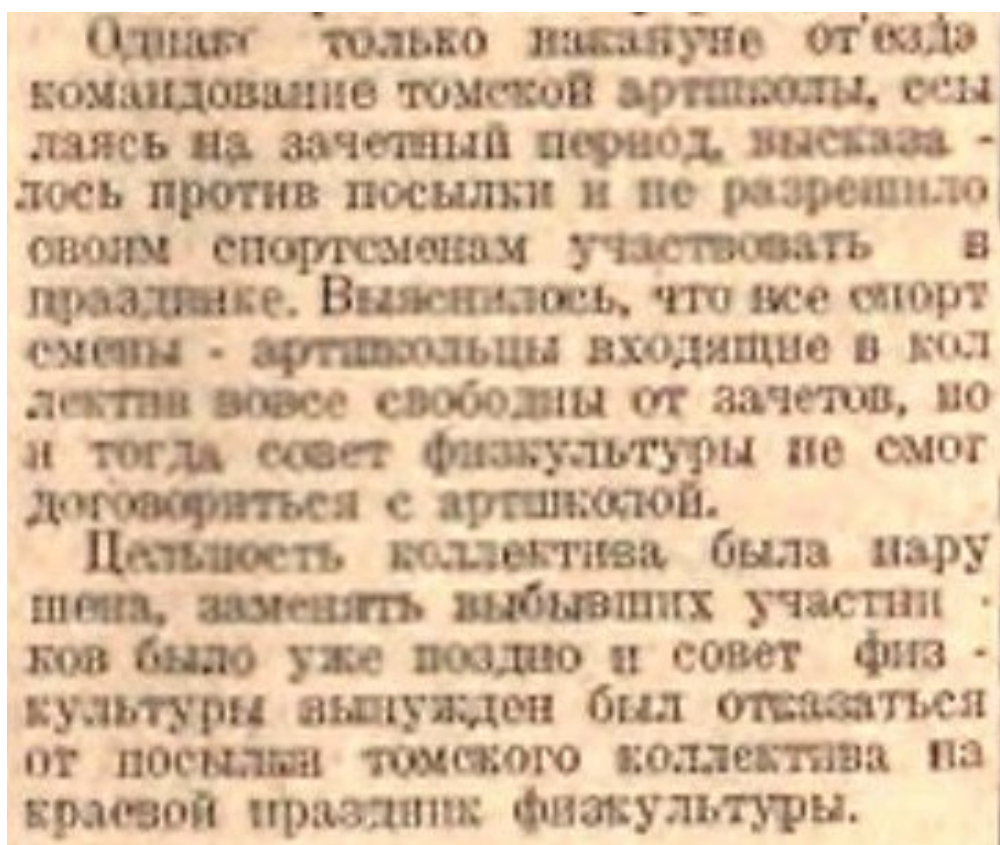 Однако только накануне от'езда
командование томской артшколы, ссы
лаясь на зачетный период, высказа -
лось против посылки и не разрешило
своим спортсменам участвовать в
празднике. Выяснилось, что все спорт
смены - артшкольцы входящие в кол
лектив вовсе свободны от зачетов, но
и тогда совет физкультуры не смог
договориться с артшколой.
Цельность коллектива была нару
шена, заменять выбывших участни -
ков было уже поздно и совет физ -
культуры вынужден был отказаться
от посылки томского коллектива на
краевой праздник физкультуры.